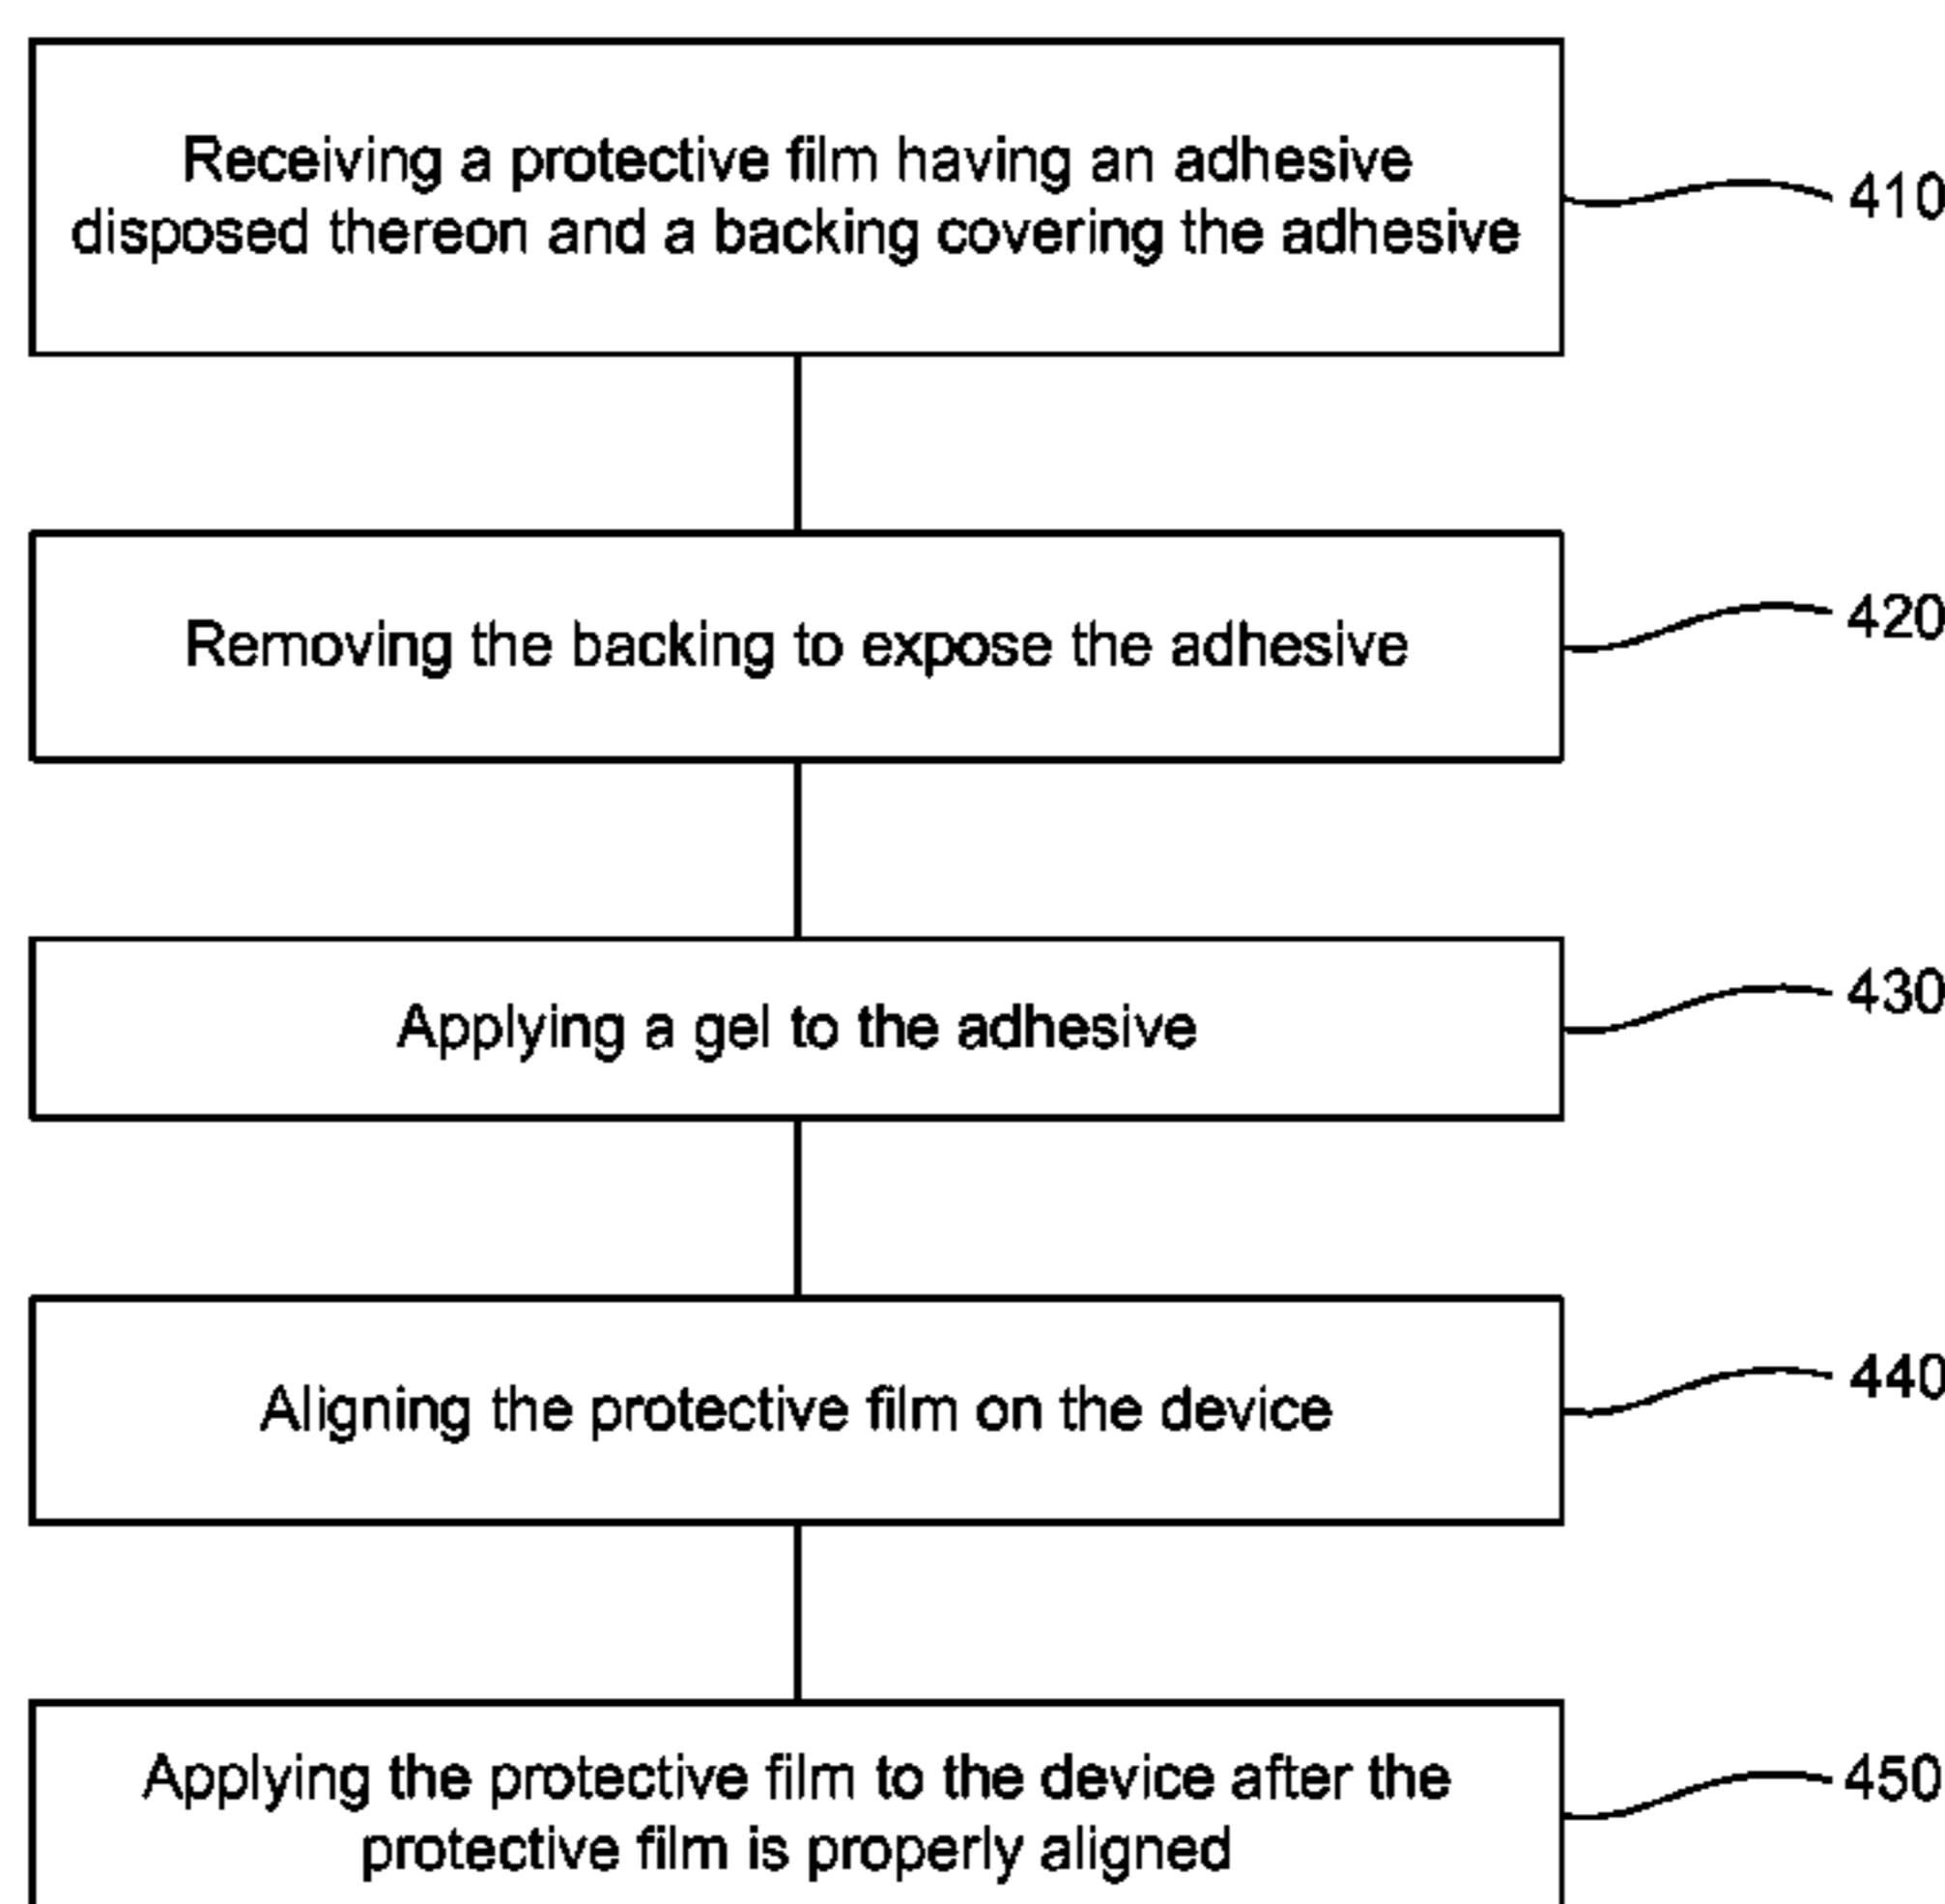 Receiving a protective film having an adhesive
disposed thereon and a backing covering the adhesive
410
Removing the backing to expose the adhesive
420
Applying a gel to the adhesive
430
Aligning the protective film on the device
440
Applying the protective film to the device after the
protective film is properly aligned
450